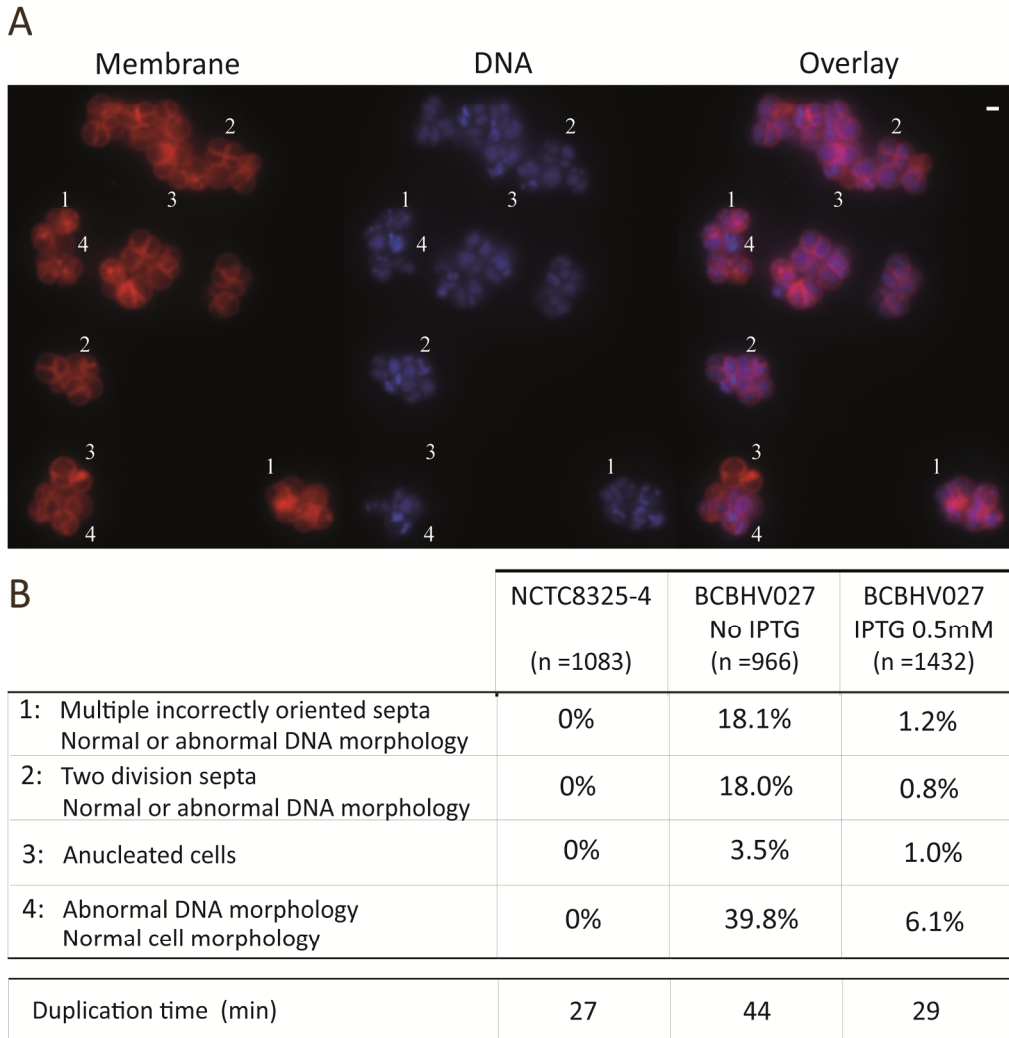 A
Membrane
DNA
Overlay
2
2
2
3
3
3
1
1
1
4
4
4
2
2
2
3
3
3
1
1
1
4
4
4
B
NCTC8325-4
(n =1083)
BCBHV027
No IPTG
(n =966)
BCBHV027
IPTG 0.5mM
(n =1432)
1: Multiple incorrectly oriented septa
Normal or abnormal DNA morphology
0%
18.1%
1.2%
2: Two division septa
Normal or abnormal DNA morphology
0%
18.0%
0.8%
3: Anucleated cells
0%
3.5%
1.0%
4: Abnormal DNA morphology
Normal cell morphology
0%
39.8%
6.1%
Duplication time (min)
27
44
29